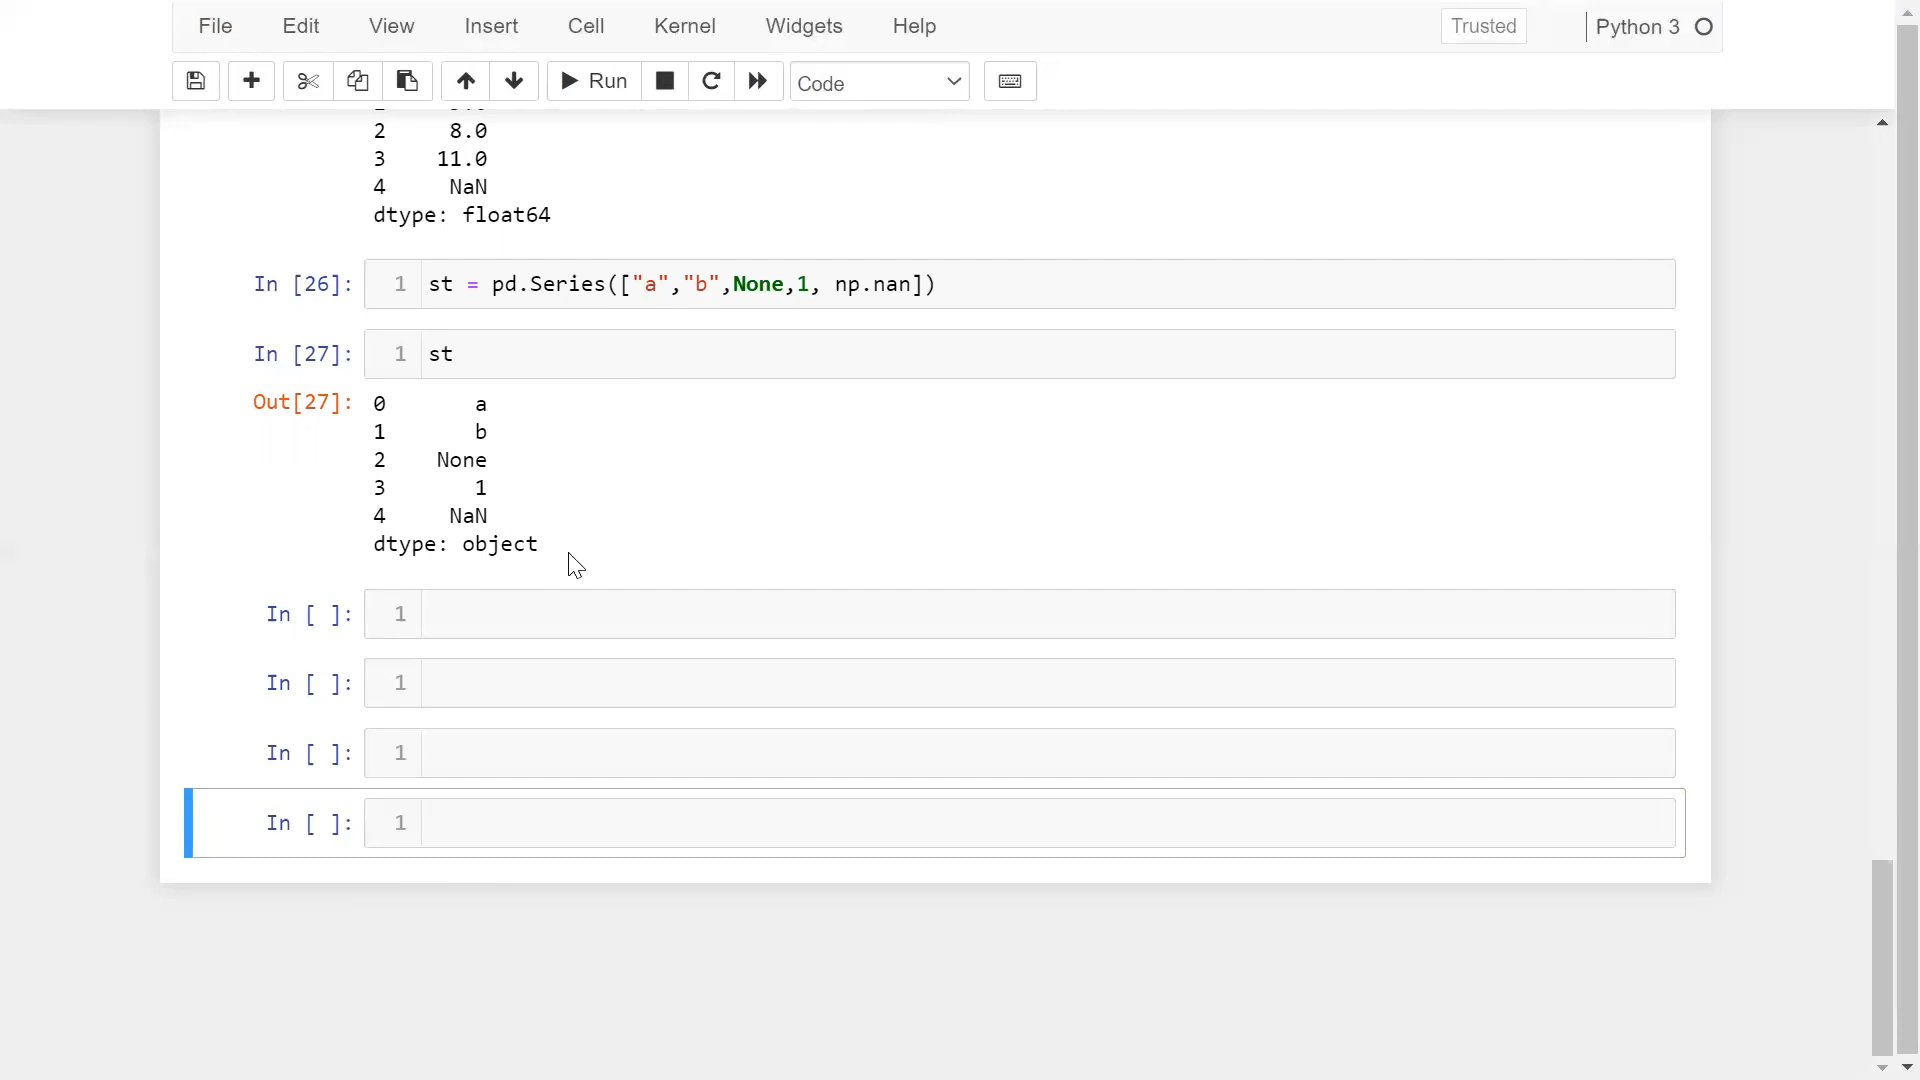 File Edit View Insert Cell Kernel Widgets Help Trusted Python 3
Run Code
2 8.0
3 11.0
4 NaN
dtype: float64
In [26]: 1 st = pd.Series(["a","b",None,1, np.nan])
In [27]: 1 st
Out[27]: 0 a
1 b
2 None
3 1
4 NaN
dtype: object
In [ ]: 1
In [ ]: 1
In [ ]: 1
In [ ]: 1